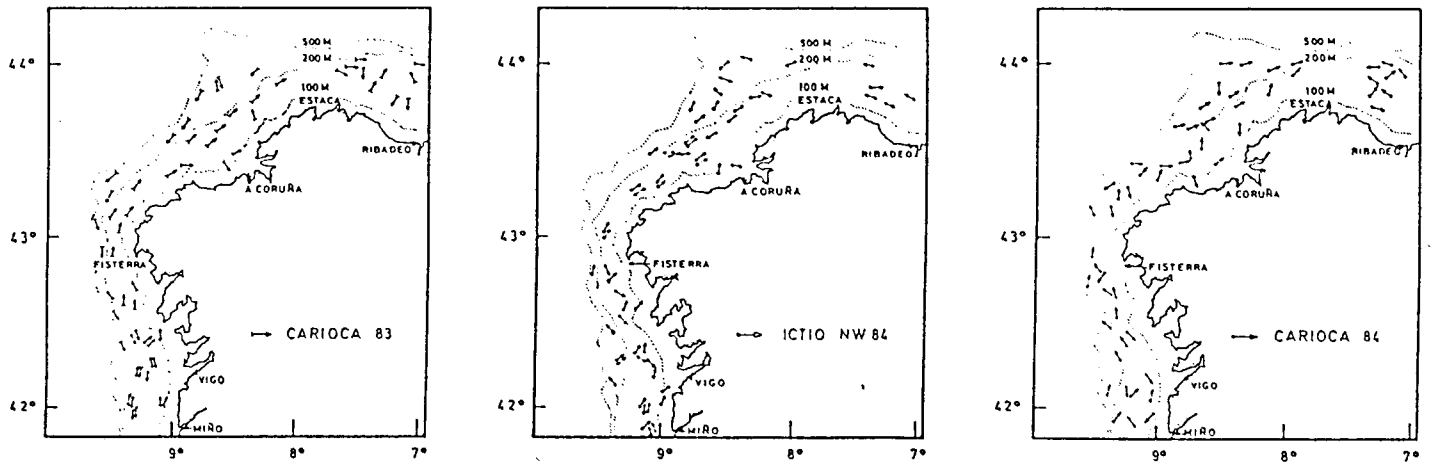 500 M
200 M
100 M
ESTACA
RIBADEO
A CORUÑA
FISTERRA
VIGO
MIÑO
CARIOCA 83
44°
43°
42°
9°
8°
7°
500 M
200 M
100 M
ESTACA
RIBADEO
A CORUÑA
FISTERRA
VIGO
MIÑO
ICTIO NW 84
44°
43°
42°
9°
8°
7°
500 M
200 M
100 M
ESTACA
RIBADEO
A CORUÑA
FISTERRA
VIGO
MIÑO
CARIOCA 84
44°
43°
42°
9°
8°
7°